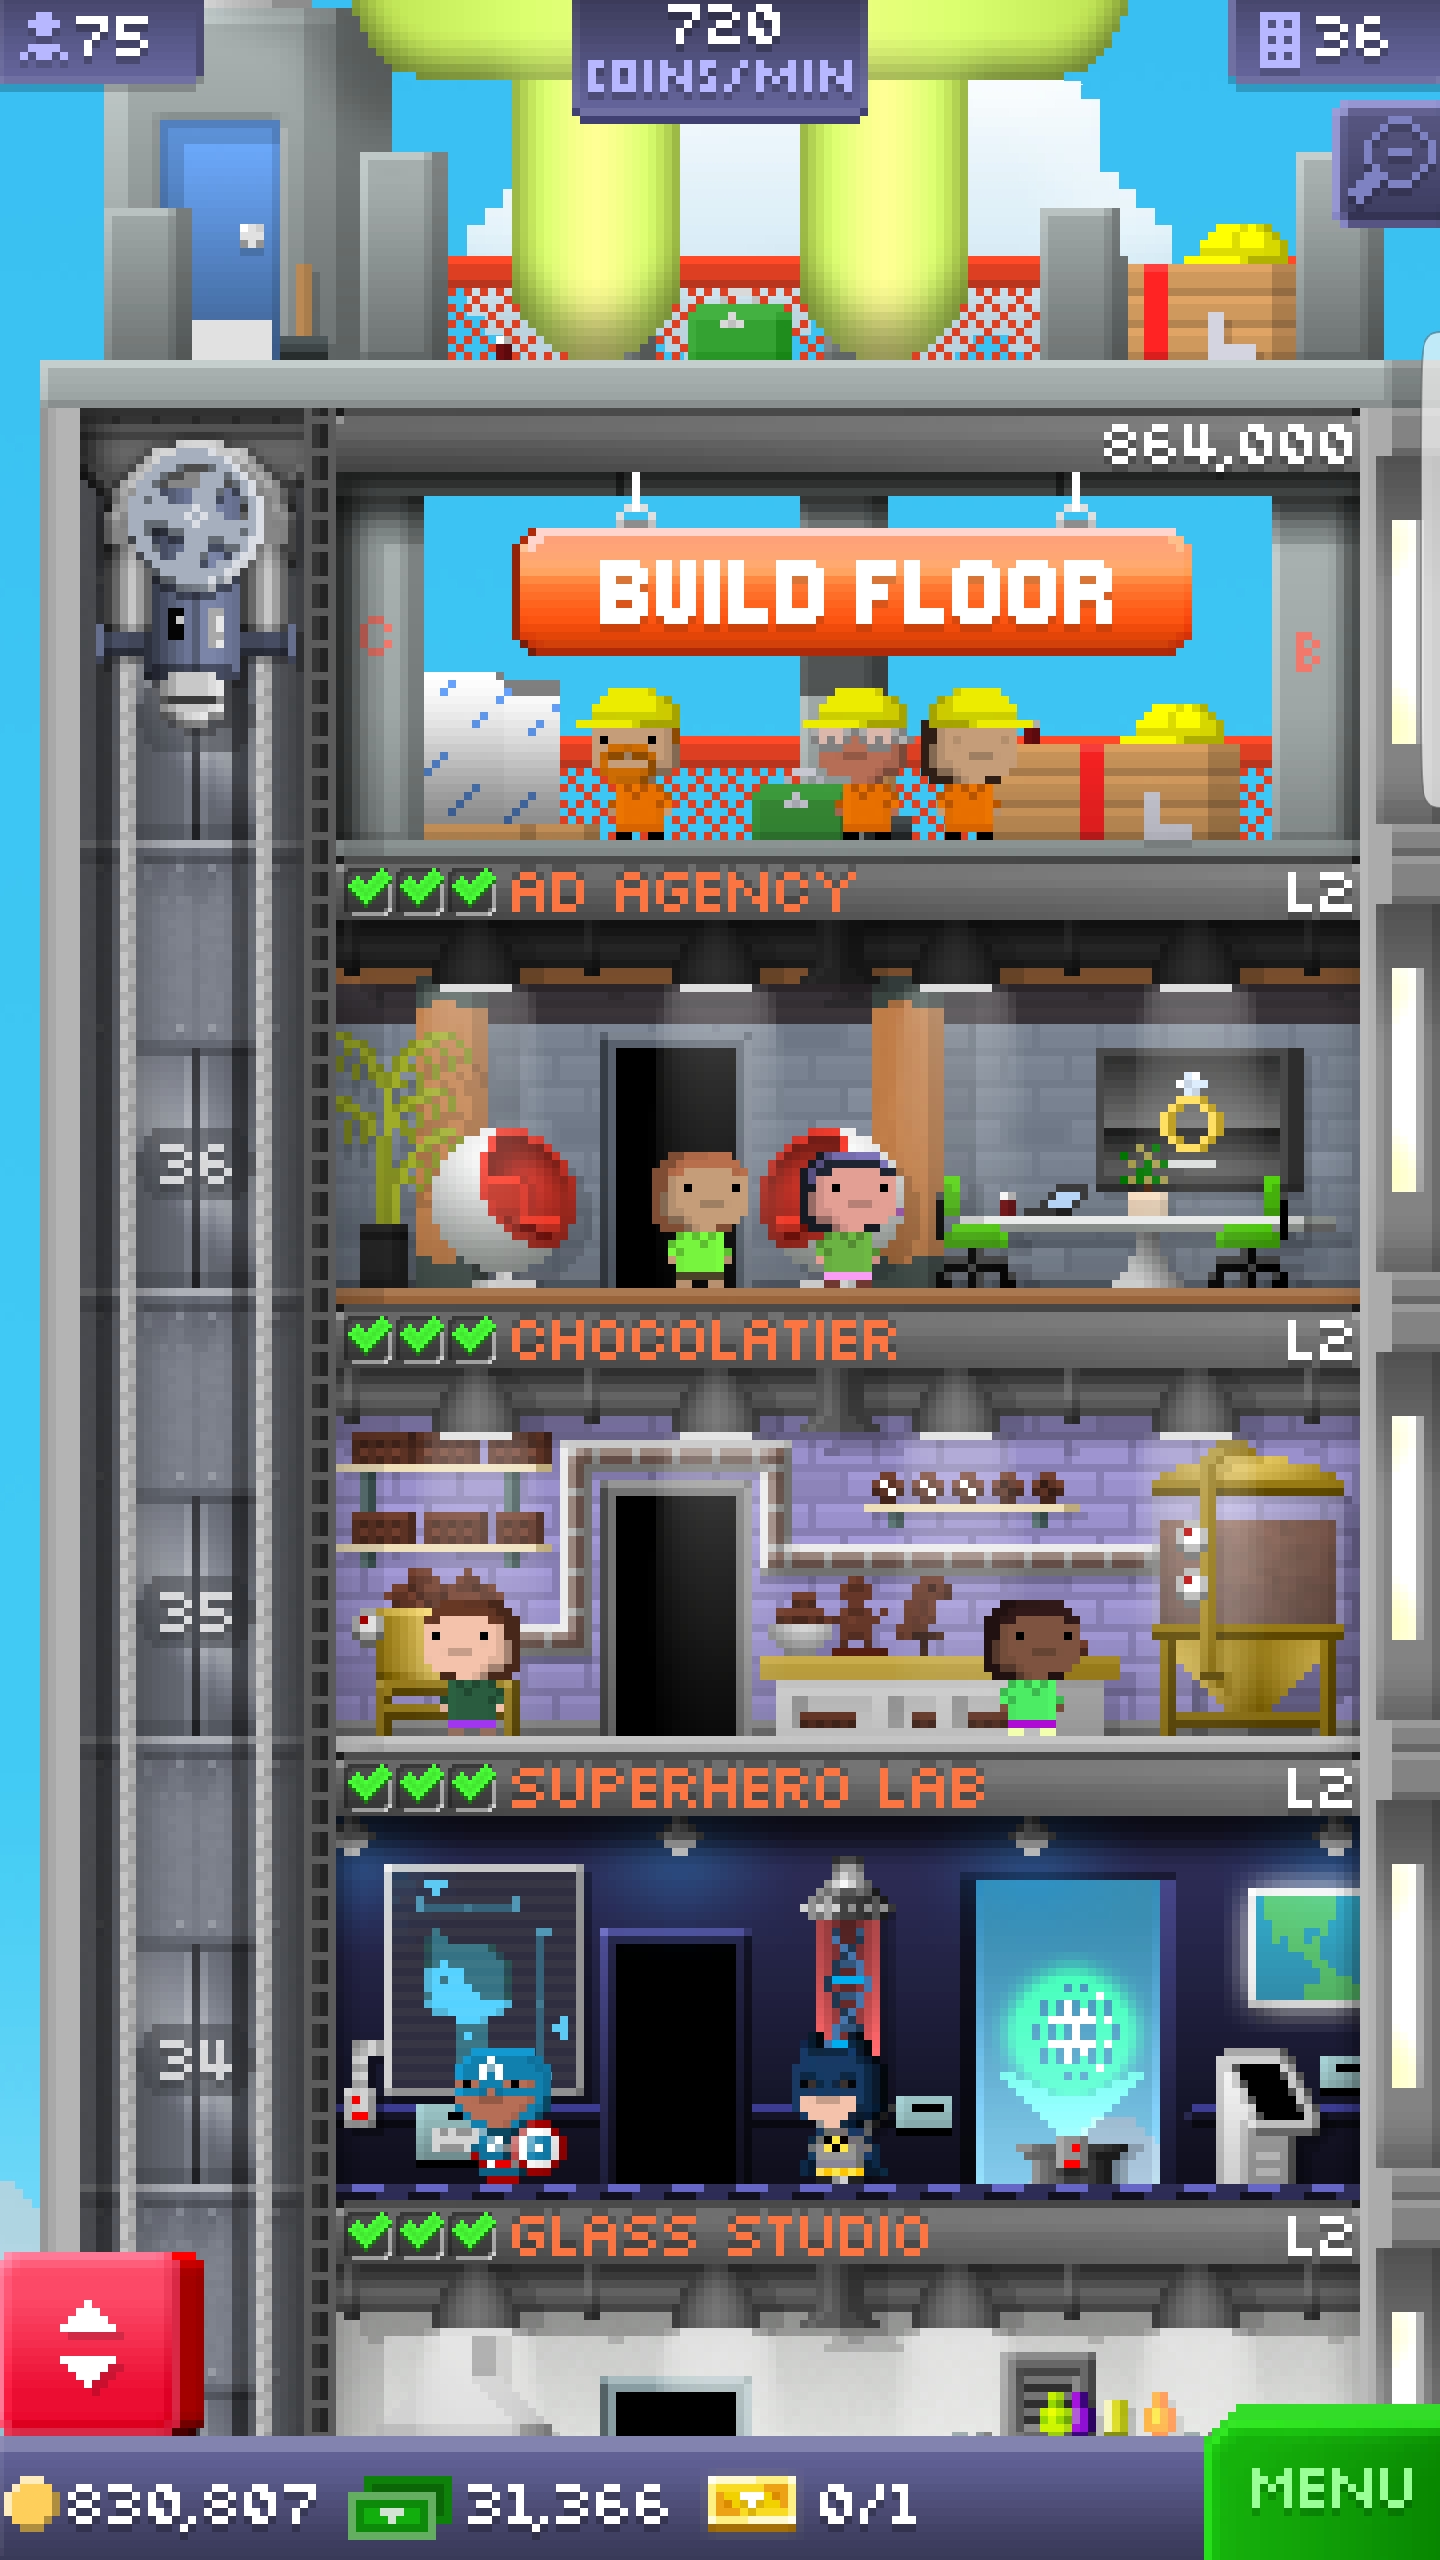 75
720
COINS/MIN
36
864,000
BUILD FLOOR
C
B
AD AGENCY
L2
36
CHOCOLATIER
L2
35
SUPERHERO LAB
L2
34
GLASS STUDIO
L2
830,807
31,366
0/1
MENU